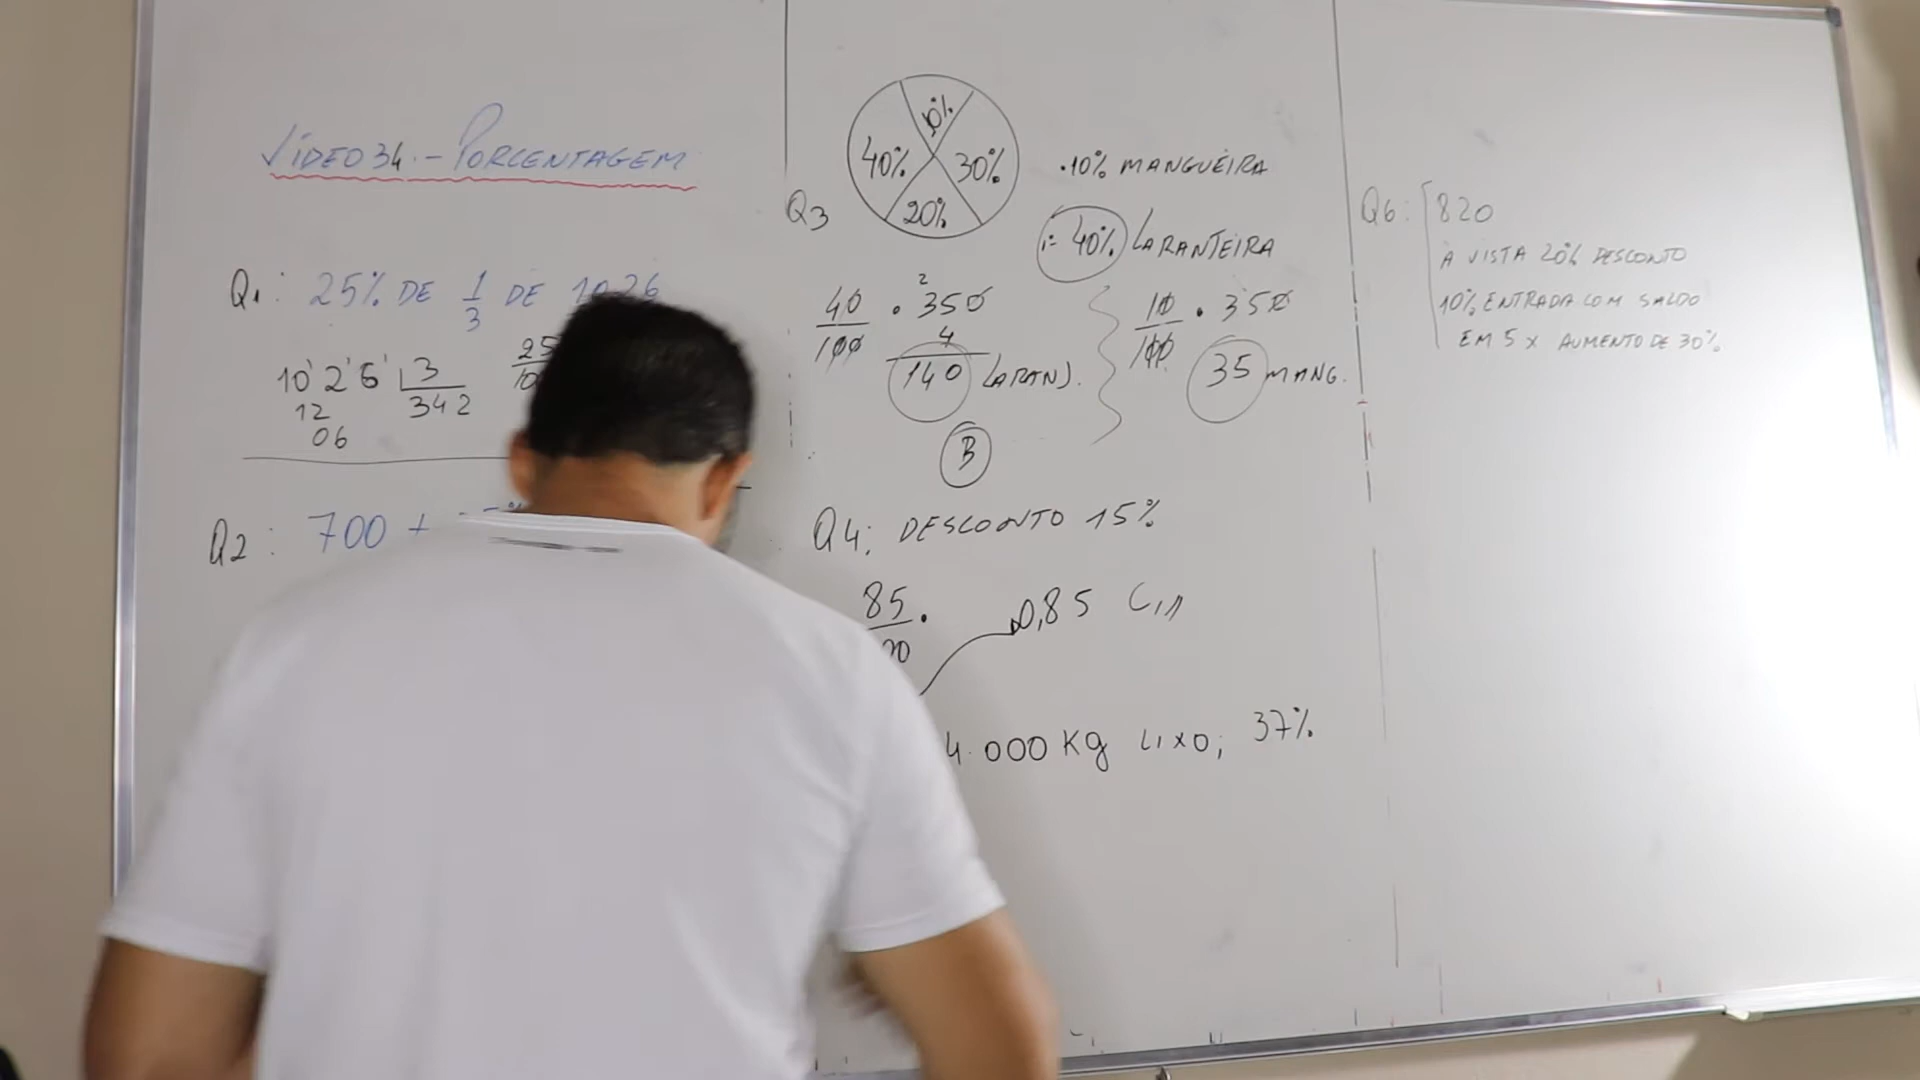 VÍDEO 34 - PORCENTAGEM
Q1: 25% DE 1/3 DE 1026
1026 3
12 342
06
25
Q2: 700 +
Q3
40% 10% 30% 20%
10% MANGUEIRA
40% LARANJEIRA
40/100 . 350
4
140 LARANJ.
10/100 . 350
35 MANG.
B
Q4: DESCONTO 15%
85 .
0,85
4.000 Kg LIXO; 37%
Q6: 820
À VISTA 20% DESCONTO
10% ENTRADA COM SALDO
EM 5 X AUMENTO DE 30%